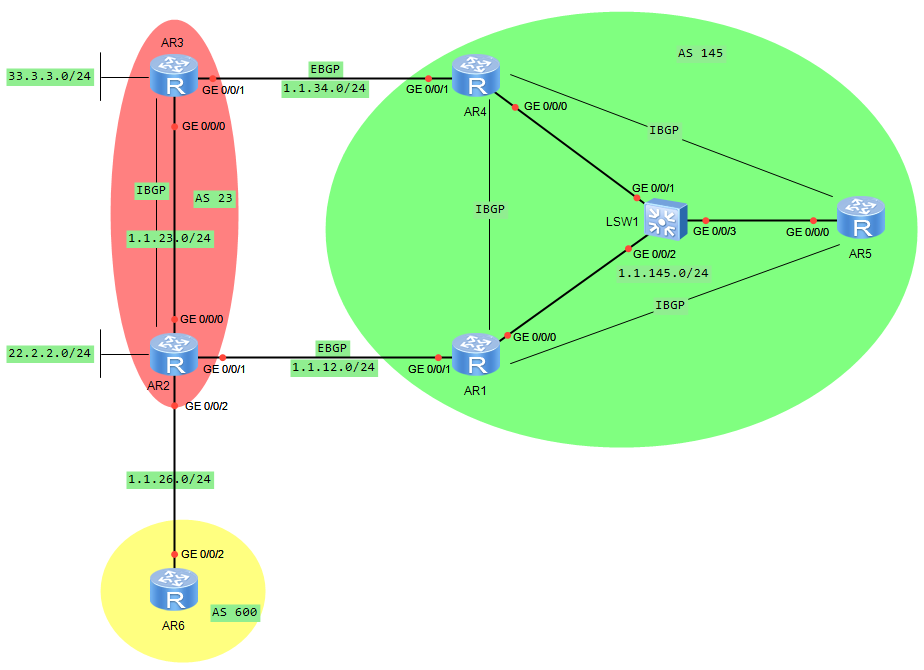 AR3
AS 145
33.3.3.0/24
EBGP
GE 0/0/1
1.1.34.0/24
GE 0/0/1
AR4
GE 0/0/0
GE 0/0/0
IBGP
IBGP
AS 23
GE 0/0/1
IBGP
LSW1
GE 0/0/3
GE 0/0/0
1.1.23.0/24
GE 0/0/2
AR5
1.1.145.0/24
IBGP
GE 0/0/0
GE 0/0/0
22.2.2.0/24
EBGP
GE 0/0/1
1.1.12.0/24
GE 0/0/1
AR2
AR1
GE 0/0/2
1.1.26.0/24
GE 0/0/2
R
R
R
R
R
R
AS 600
AR6